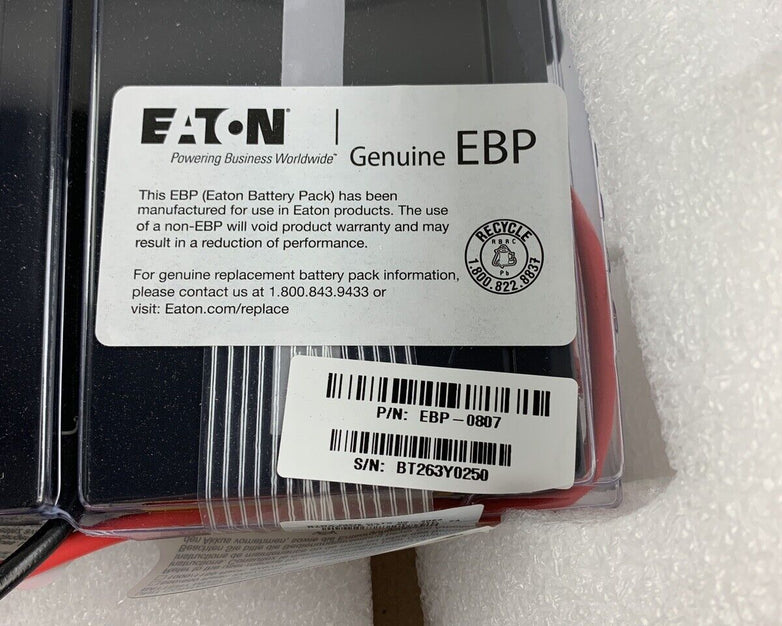 EATON
Powering Business Worldwide
Genuine EBP
This EBP (Eaton Battery Pack) has been
manufactured for use in Eaton products. The use
of a non-EBP will void product warranty and may
result in a reduction of performance.
For genuine replacement battery pack information,
please contact us at 1.800.843.9433 or
visit: Eaton.com/replace
RECYCLE
RBRC
Pb
1.800.822.8837
P/N: EBP-0807
S/N: BT263Y0250